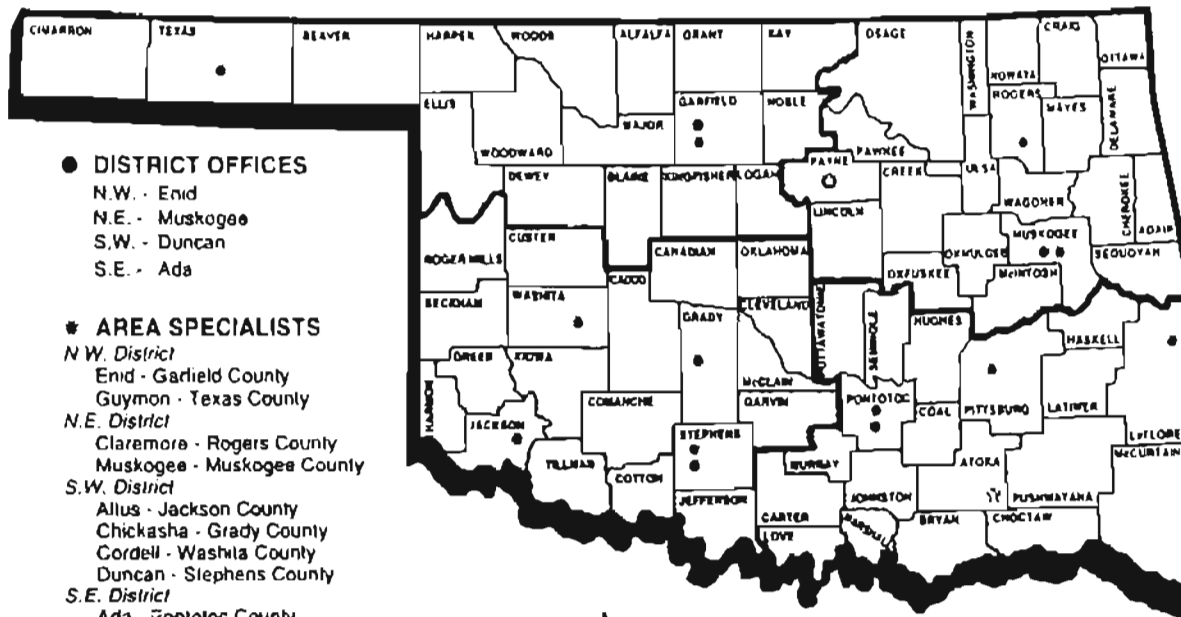 CIMARRON TEXAS BEAVER HARPER WOODS ALFALFA GRANT KAY OSAGE WASHINGTON NOWATA CRAIG OTTAWA
ELLIS WOODWARD MAJOR GARFIELD NOBLE PAWNEE ROGERS MAYES DELAWARE
DEWEY BLAINE KINGFISHER LOGAN PAYNE CREEK WAGONER CHEROKEE ADAIR
ROGER MILLS CUSTER CANADIAN OKLAHOMA LINCOLN OKMULGEE MUSKOGEE SEQUOYAH
BECKHAM WASHITA CADDO GRADY CLEVELAND POTTAWATOMIE SEMINOLE OKFUSKEE HUGHES McINTOSH HASKELL
GREER KIOWA McCLAIN
HARMON JACKSON COMANCHE STEPHENS GARVIN PONTOTOC COAL PITTSBURG LATIMER LeFLORE
TILLMAN COTTON JEFFERSON MURRAY JOHNSTON ATOKA PUSHMATAHA McCURTAIN
CARTER LOVE MARSHALL BRYAN CHOCTAW
● DISTRICT OFFICES
N.W. - Enid
N.E. - Muskogee
S.W. - Duncan
S.E. - Ada
* AREA SPECIALISTS
N.W. District
Enid - Garfield County
Guymon - Texas County
N.E. District
Claremore - Rogers County
Muskogee - Muskogee County
S.W. District
Altus - Jackson County
Chickasha - Grady County
Cordell - Washita County
Duncan - Stephens County
S.E. District
Ada - Pontotoc County